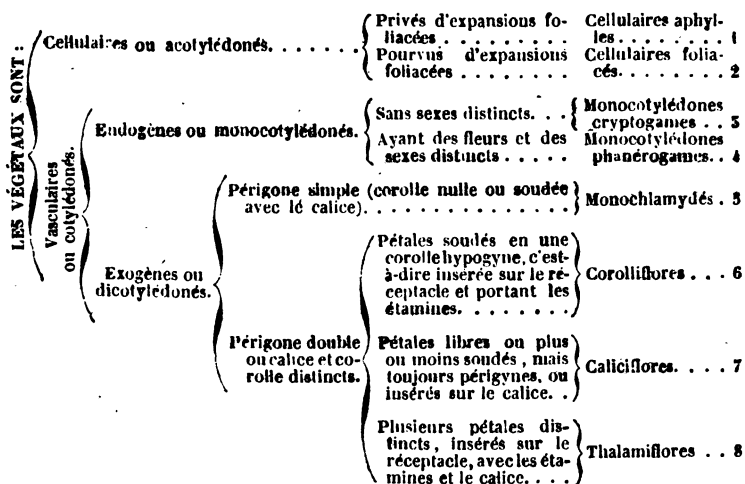 LES VÉGÉTAUX SONT :
Cellulaires ou acotylédonés. . . . . . .
Privés d'expansions fo-
liacées . . . . . . . . .
Cellulaires aphyl-
les . . . . . . . 1
Pourvus d'expansions
foliacées . . . . . . . .
Cellulaires folia-
cés. . . . . . . . 2
Vasculaires
ou cotylédonés.
Endogènes ou monocotylédonés.
Sans sexes distincts. . .
Monocotylédones
cryptogames . . 3
Ayant des fleurs et des
sexes distincts . . . . .
Monocotylédones
phanérogames. . 4
Exogènes ou
dicotylédonés.
Périgone simple (corolle nulle ou soudée
avec le calice). . . . . . . . . . . . . .
Monochlamydés . 5
Périgone double
ou calice et co-
rolle distincts.
Pétales soudés en une
corolle hypogyne, c'est-
à-dire insérée sur le ré-
ceptacle et portant les
étamines. . . . . . . .
Corolliflores . . . 6
Pétales libres ou plus
ou moins soudés, mais
toujours périgynes, ou
insérés sur le calice. . .
Caliciflores. . . . 7
Plusieurs pétales dis-
tincts, insérés sur le
réceptacle, avec les éta-
mines et le calice. . . .
Thalamiflores . . 8